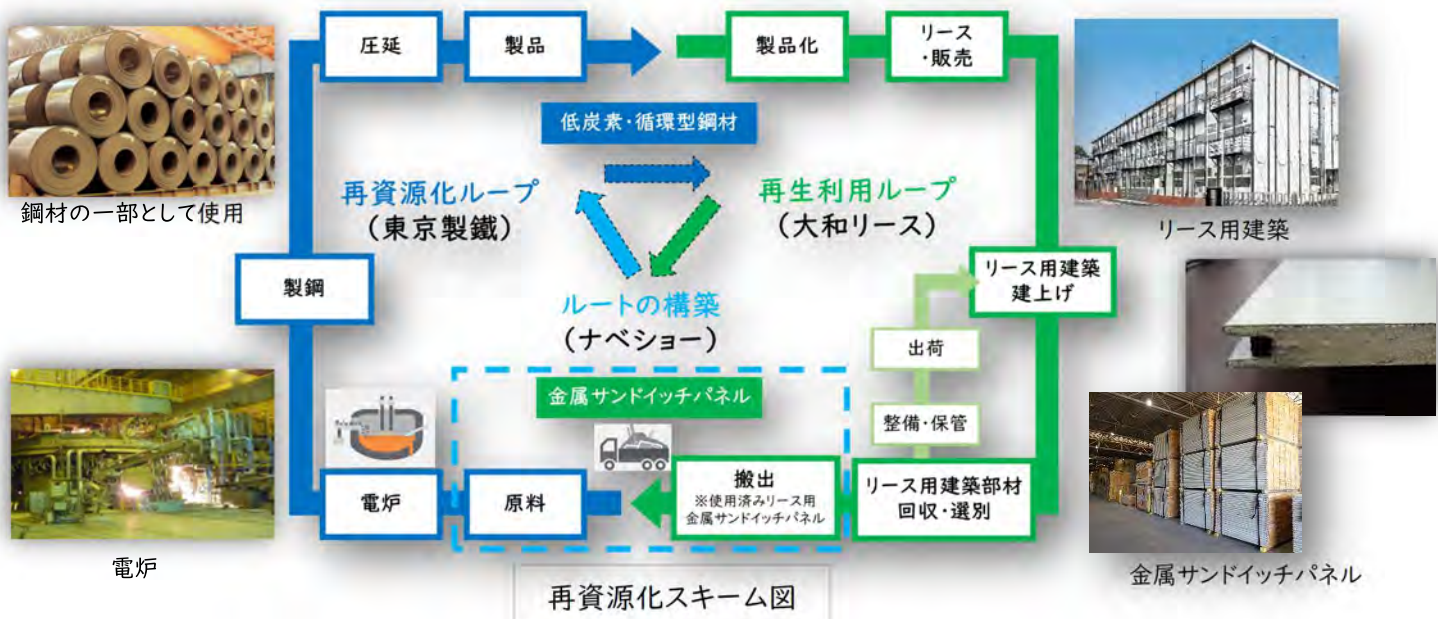 圧延
製品
製品化
リース
・販売
低炭素・循環型鋼材
鋼材の一部として使用
再資源化ループ
(東京製鐵)
再生利用ループ
(大和リース)
リース用建築
製鋼
ルートの構築
(ナベショー)
リース用建築
建上げ
出荷
金属サンドイッチパネル
整備・保管
電炉
原料
搬出
※使用済みリース用
金属サンドイッチパネル
リース用建築部材
回収・選別
電炉
金属サンドイッチパネル
再資源化スキーム図